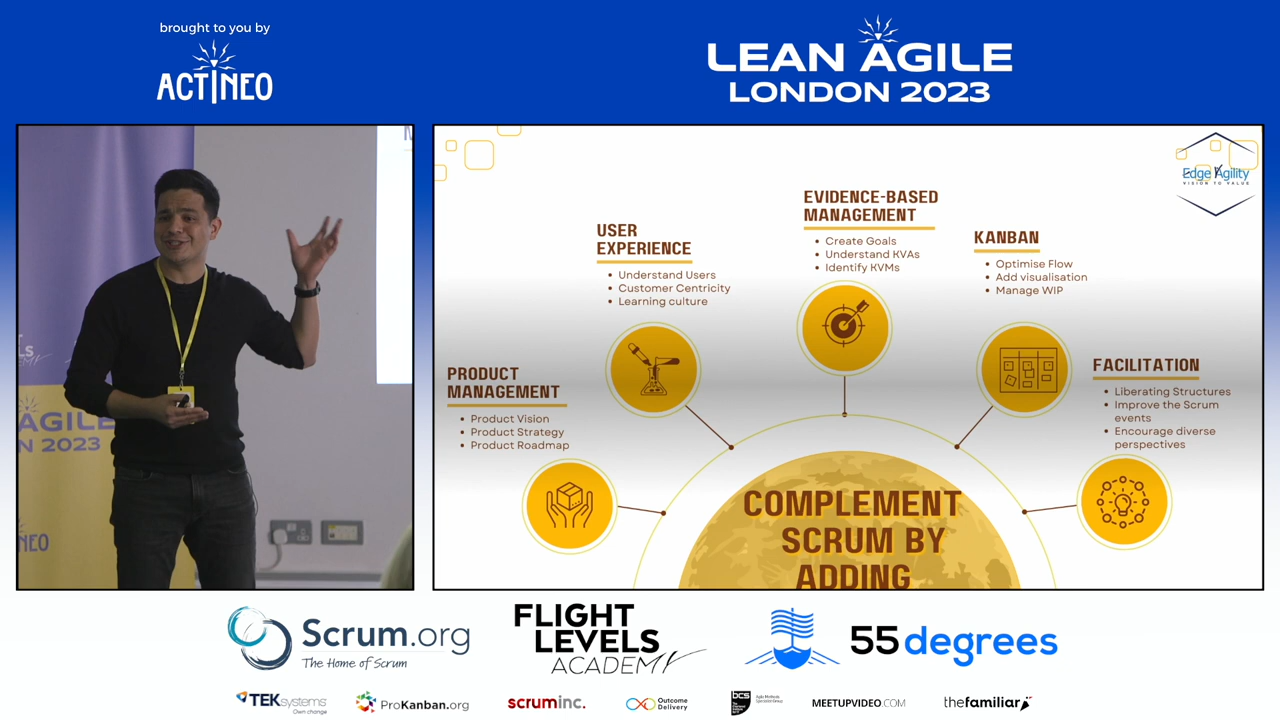 brought to you by
ACTINEO
LEAN AGILE
LONDON 2023
Edge Agility
VISION TO VALUE
EVIDENCE-BASED
MANAGEMENT
Create Goals
Understand KVAs
Identify KVMs
USER
EXPERIENCE
Understand Users
Customer Centricity
Learning culture
KANBAN
Optimise Flow
Add visualisation
Manage WIP
PRODUCT
MANAGEMENT
Product Vision
Product Strategy
Product Roadmap
FACILITATION
Liberating Structures
Improve the Scrum
events
Encourage diverse
perspectives
COMPLEMENT
SCRUM BY
ADDING
AGILE
N 2023
NEO
Scrum.org
The Home of Scrum
FLIGHT
LEVELS
ACADEMY
55 degrees
TEKsystems
Own change
ProKanban.org
scruminc.
Outcome
Delivery
bcs
MEETUPVIDEO.COM
thefamiliar